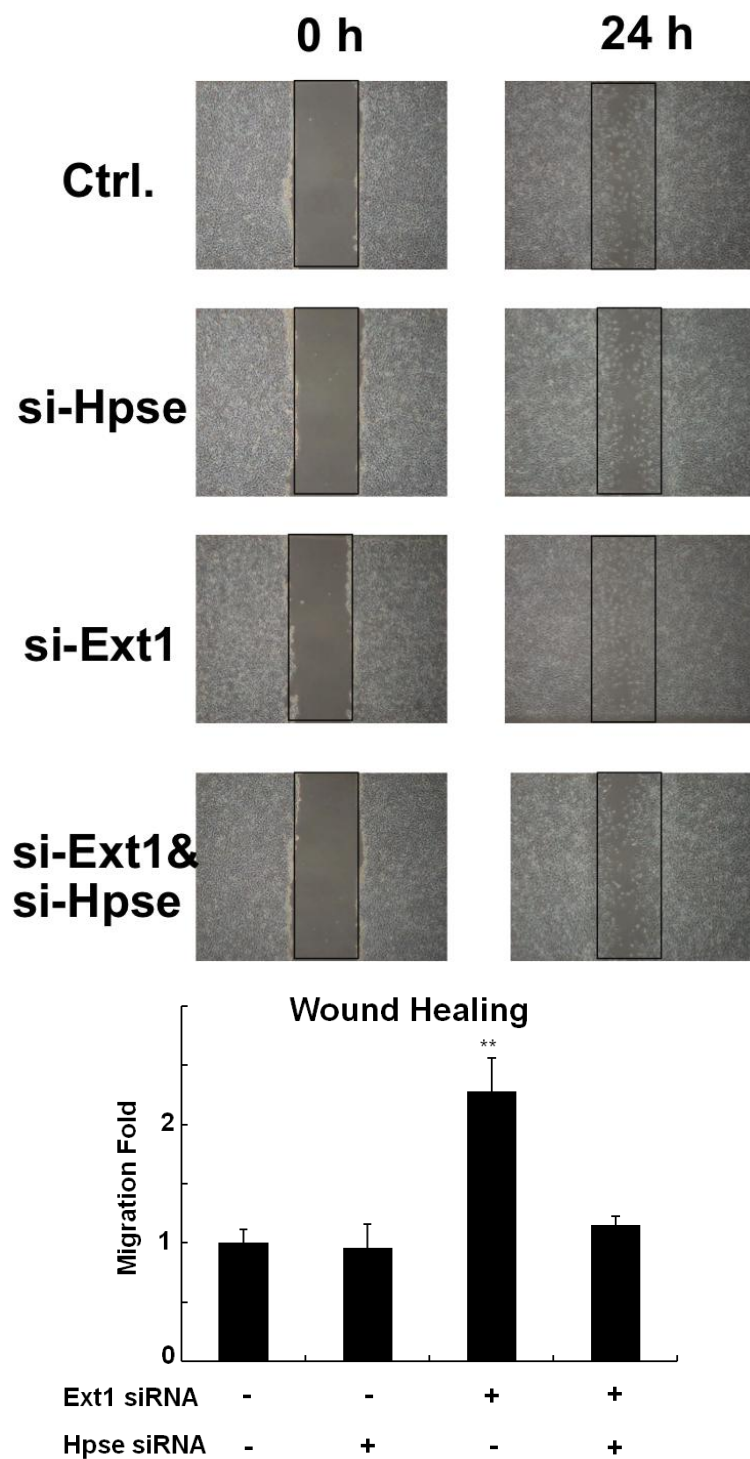 0 h 24 h
Ctrl.
si-Hpse
si-Ext1
si-Ext1&
si-Hpse
Wound Healing
**
Migration Fold
2
1
0
Ext1 siRNA - - + +
Hpse siRNA - + - +